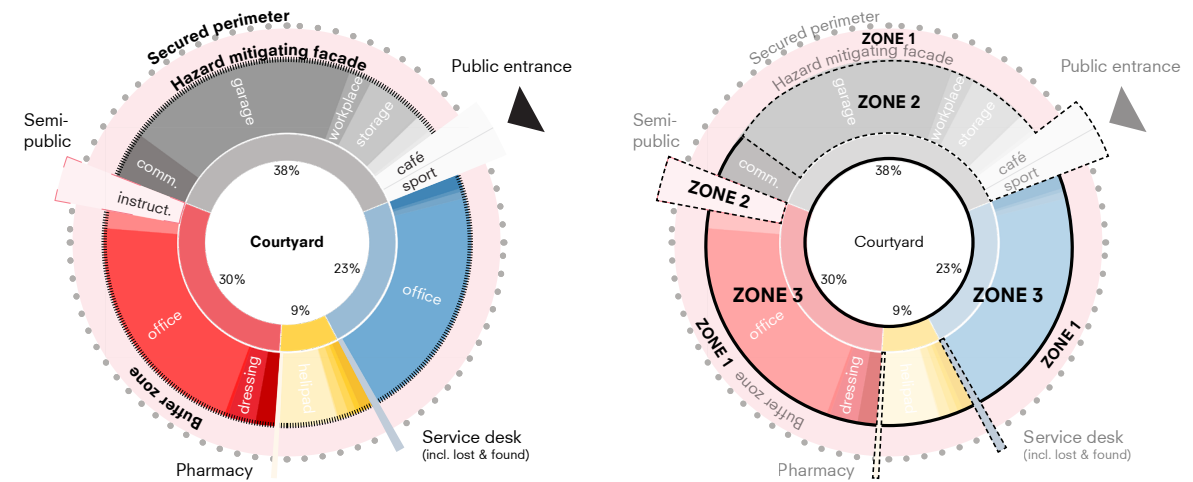 Secured perimeter
Hazard mitigating facade
Public entrance
Semi-
public
garage
workplace
storage
café
sport
comm.
instruct.
38%
Courtyard
23%
30%
9%
office
office
dressing
helipad
Buffer zone
Service desk
(incl. lost & found)
Pharmacy
Secured perimeter
ZONE 1
Hazard mitigating facade
Public entrance
Semi-
public
garage
workplace
storage
ZONE 2
café
sport
comm.
ZONE 2
38%
Courtyard
23%
30%
9%
ZONE 3
ZONE 3
office
ZONE 1
ZONE 1
dressing
Buffer zone
Service desk
(incl. lost & found)
Pharmacy